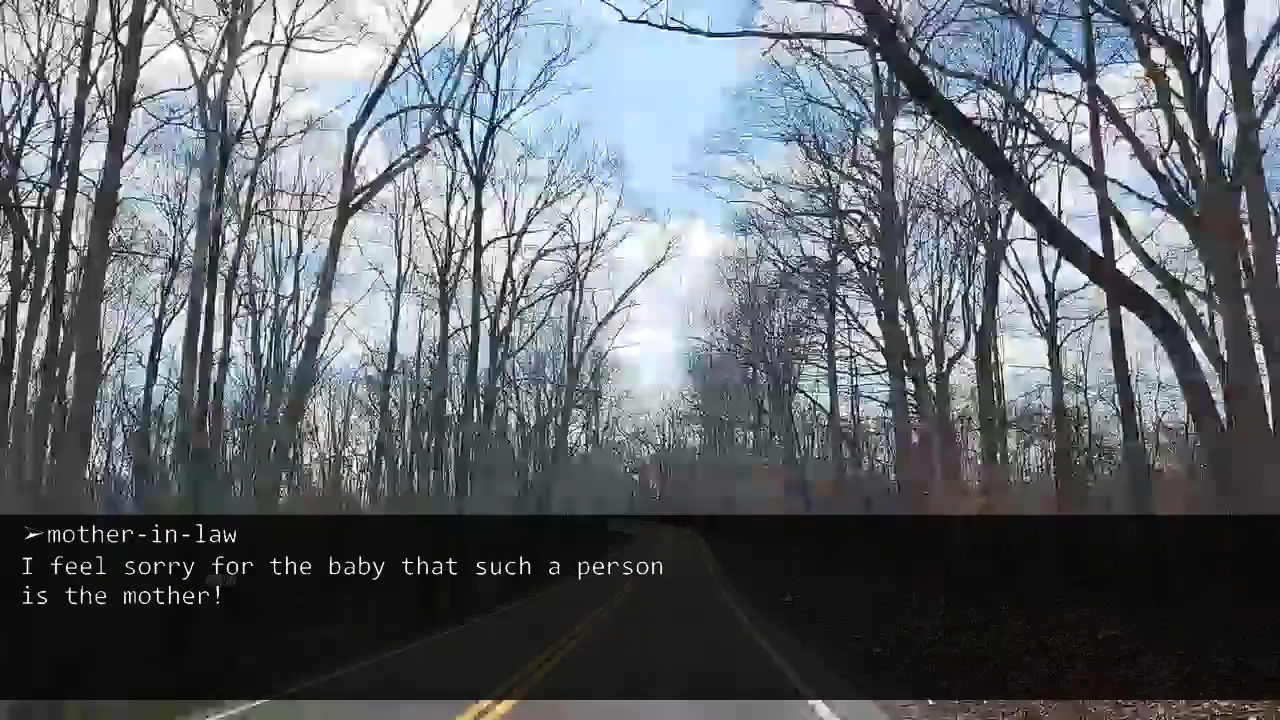 ➢mother-in-law
I feel sorry for the baby that such a person
is the mother!